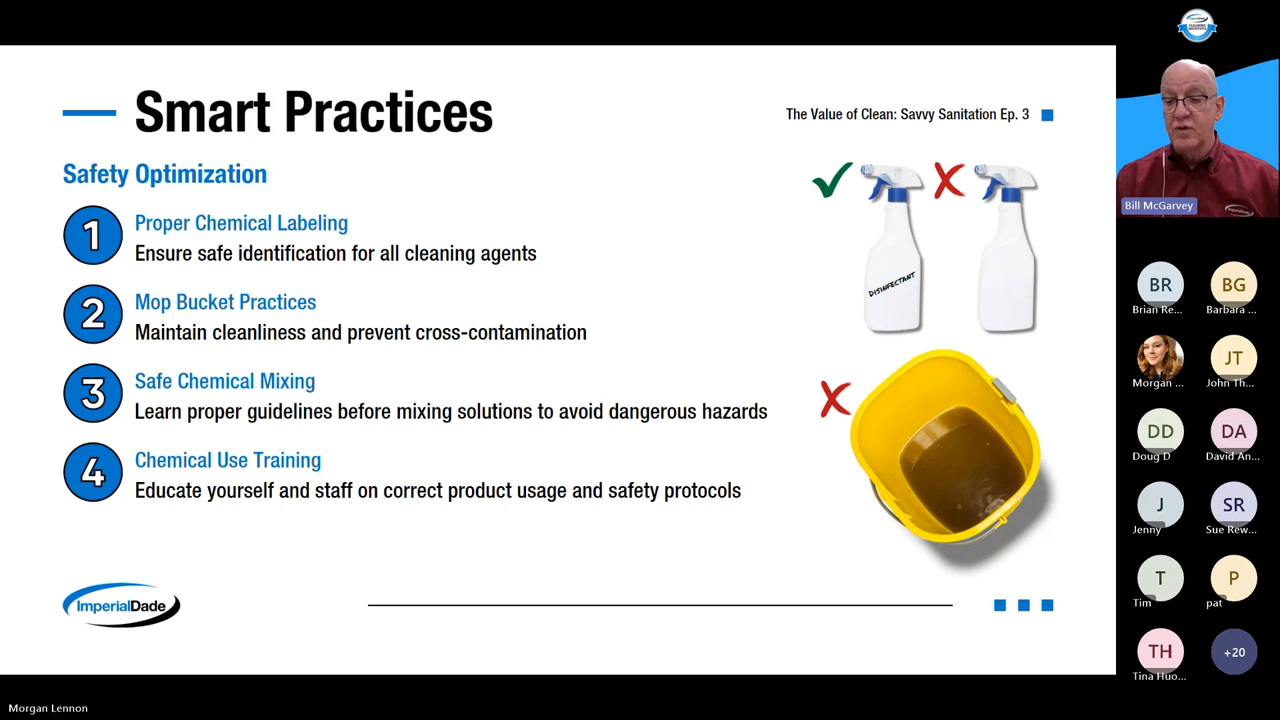 Smart Practices
The Value of Clean: Savvy Sanitation Ep. 3
Safety Optimization
1
Proper Chemical Labeling
Ensure safe identification for all cleaning agents
2
Mop Bucket Practices
Maintain cleanliness and prevent cross-contamination
3
Safe Chemical Mixing
Learn proper guidelines before mixing solutions to avoid dangerous hazards
4
Chemical Use Training
Educate yourself and staff on correct product usage and safety protocols
DISINFECTANT
ImperialDade
Bill McGarvey
BR
Brian Re...
BG
Barbara ...
Morgan ...
JT
John Th...
DD
Doug D
DA
David An...
J
Jenny
SR
Sue Rew...
T
Tim
P
pat
TH
Tina Huo...
+20
Morgan Lennon